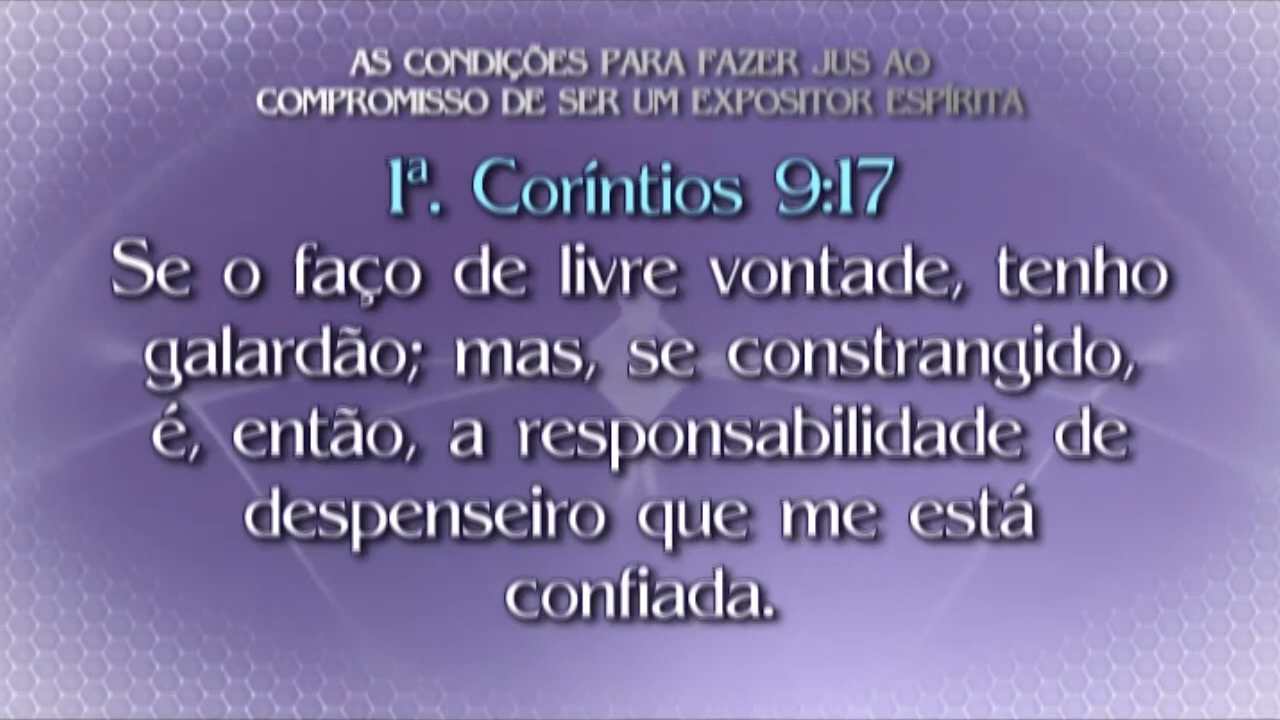 AS CONDIÇÕES PARA FAZER JUS AO
COMPROMISSO DE SER UM EXPOSITOR ESPÍRITA
1ª. Coríntios 9:17
Se o faço de livre vontade, tenho
galardão; mas, se constrangido,
é, então, a responsabilidade de
despenseiro que me está
confiada.